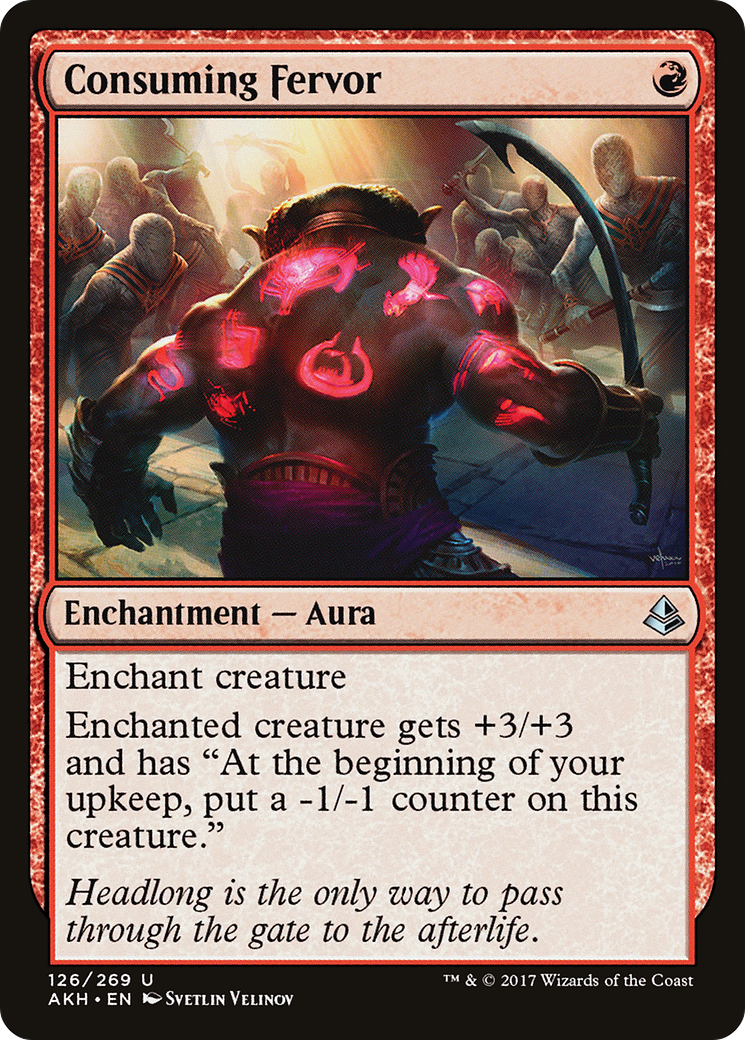 Consuming Fervor
Enchantment — Aura
Enchant creature
Enchanted creature gets +3/+3
and has “At the beginning of your
upkeep, put a -1/-1 counter on this
creature.”
Headlong is the only way to pass
through the gate to the afterlife.
126/269 U
™ & © 2017 Wizards of the Coast
AKH • EN Svetlin Velinov